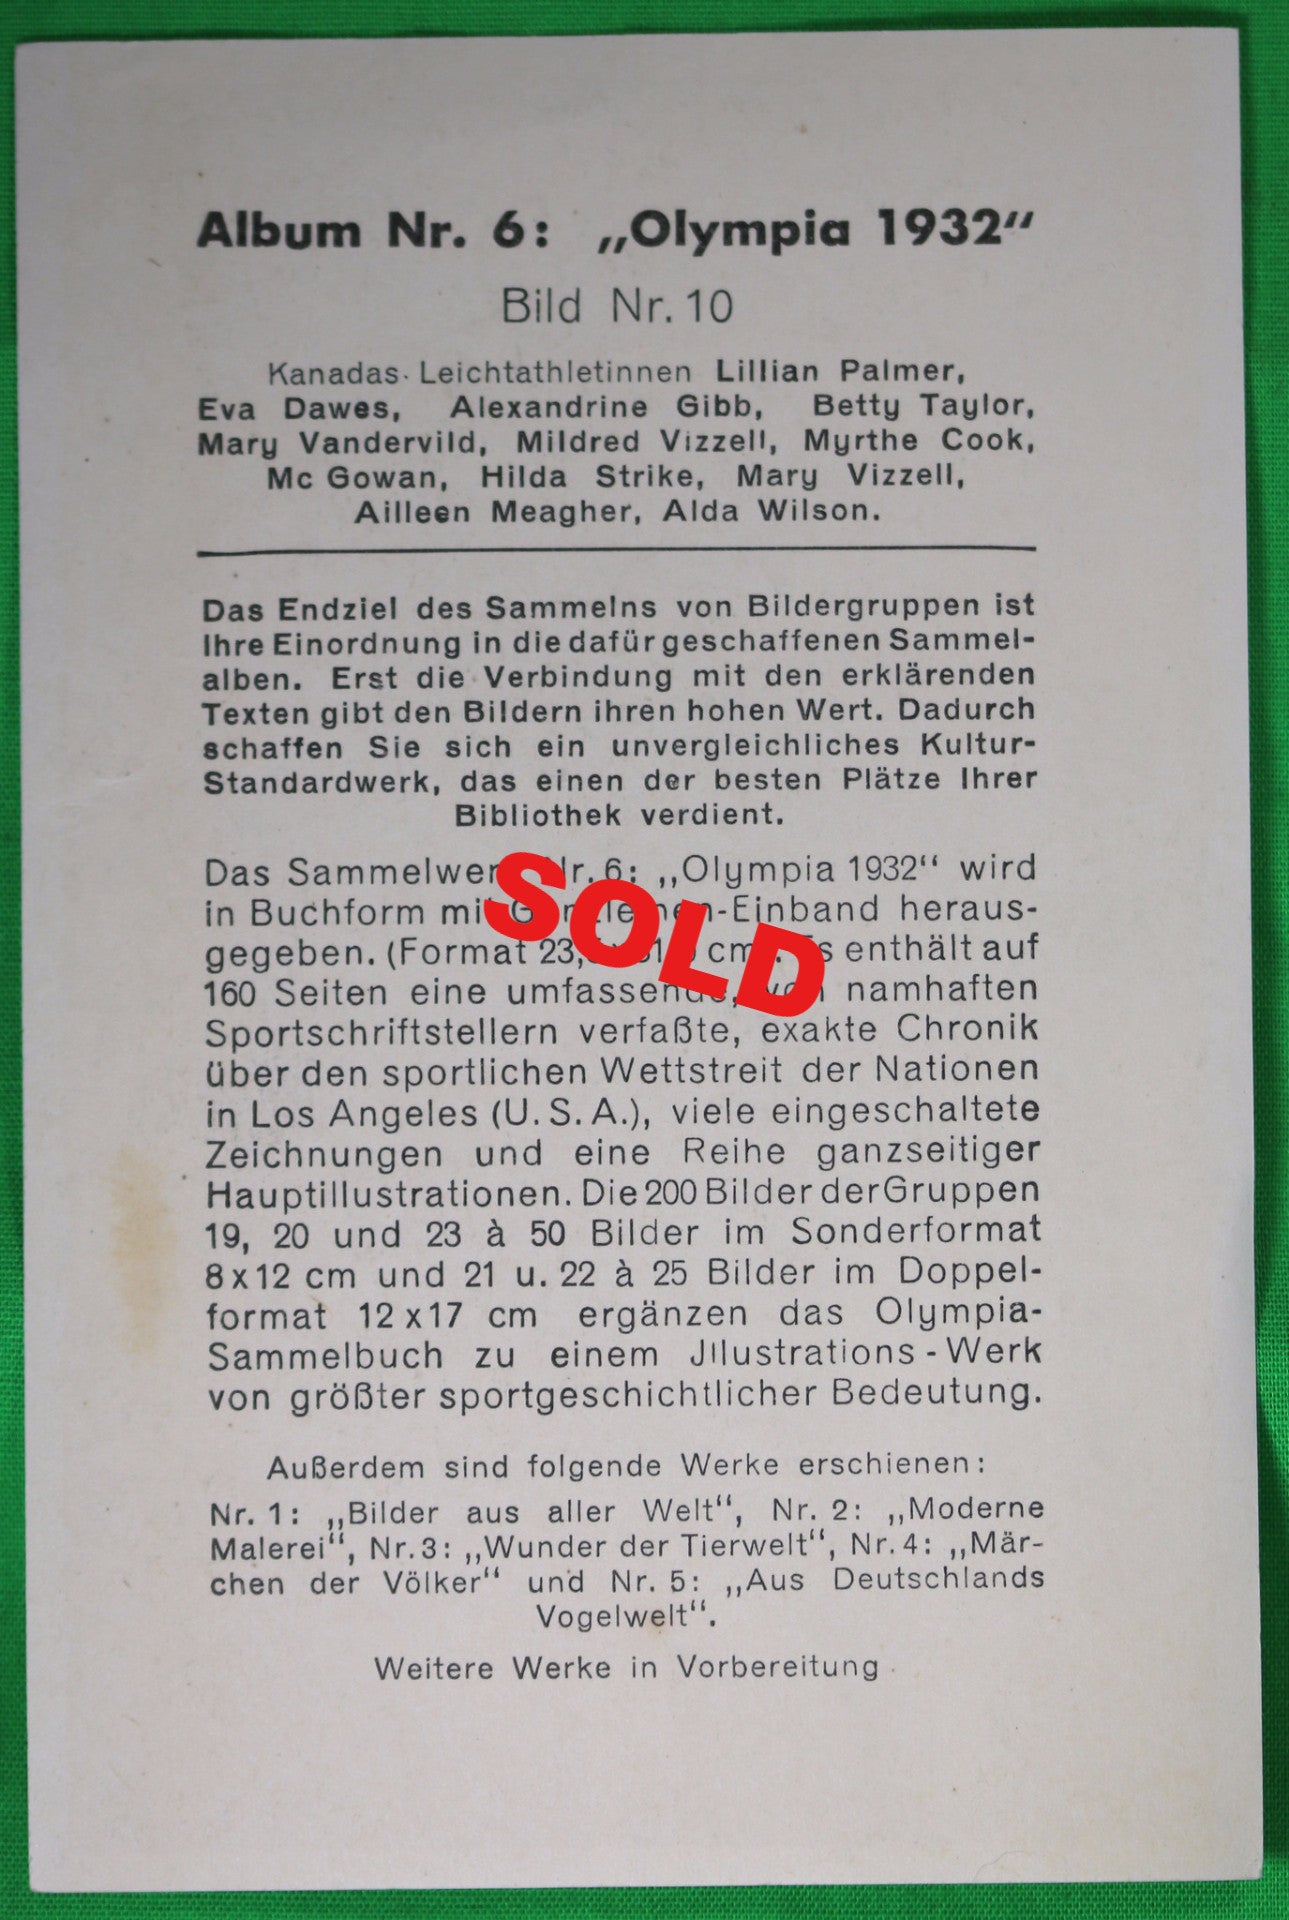 Album Nr. 6: „Olympia 1932“
Bild Nr. 10
Kanadas Leichtathletinnen Lillian Palmer,
Eva Dawes, Alexandrine Gibb, Betty Taylor,
Mary Vandervild, Mildred Vizzell, Myrthe Cook,
Mc Gowan, Hilda Strike, Mary Vizzell,
Ailleen Meagher, Alda Wilson.
Das Endziel des Sammelns von Bildergruppen ist
Ihre Einordnung in die dafür geschaffenen Sammel-
alben. Erst die Verbindung mit den erklärenden
Texten gibt den Bildern ihren hohen Wert. Dadurch
schaffen Sie sich ein unvergleichliches Kultur-
Standardwerk, das einen der besten Plätze Ihrer
Bibliothek verdient.
Das Sammelwerk Nr. 6: „Olympia 1932“ wird
in Buchform mit Ganzleinen-Einband heraus-
gegeben. (Format cm). Es enthält auf
160 Seiten eine umfassende, von namhaften
Sportschriftstellern verfaßte, exakte Chronik
über den sportlichen Wettstreit der Nationen
in Los Angeles (U. S. A.), viele eingeschaltete
Zeichnungen und eine Reihe ganzseitiger
Hauptillustrationen. Die 200 Bilder der Gruppen
19, 20 und 23 à 50 Bilder im Sonderformat
8x12 cm und 21 u. 22 à 25 Bilder im Doppel-
format 12x17 cm ergänzen das Olympia-
Sammelbuch zu einem Jllustrations-Werk
von größter sportgeschichtlicher Bedeutung.
Außerdem sind folgende Werke erschienen:
Nr. 1: „Bilder aus aller Welt“, Nr. 2: „Moderne
Malerei“, Nr. 3: „Wunder der Tierwelt“, Nr. 4: „Mär-
chen der Völker“ und Nr. 5: „Aus Deutschlands
Vogelwelt“.
Weitere Werke in Vorbereitung
SOLD